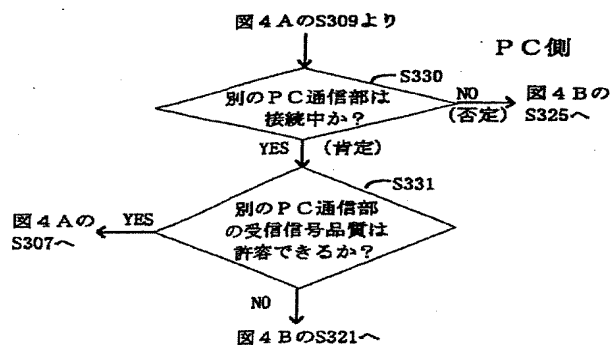 図４ＡのS309より
ＰＣ側
S330
別のＰＣ通信部は
接続中か？
NO
(否定)
図４Ｂの
S325へ
YES
(肯定)
S331
別のＰＣ通信部
の受信信号品質は
許容できるか？
YES
図４Ａの
S307へ
NO
図４ＢのS321へ